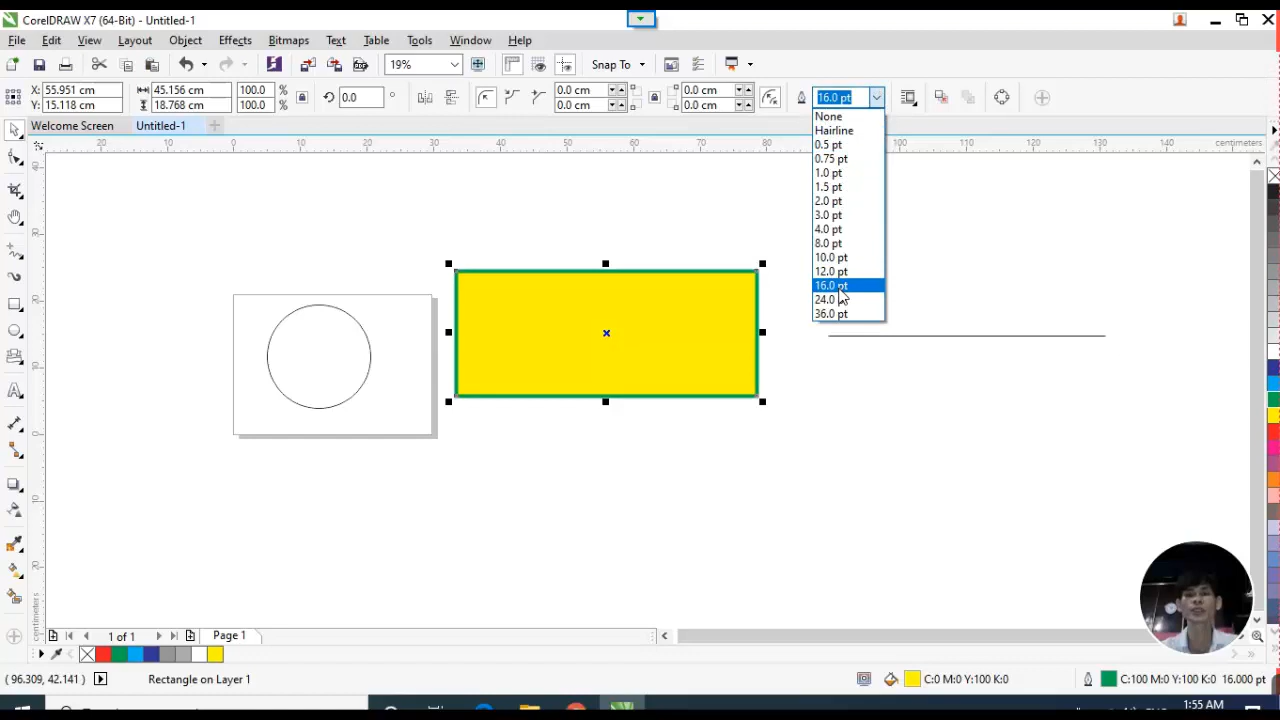 CorelDRAW X7 (64-Bit) - Untitled-1
File Edit View Layout Object Effects Bitmaps Text Table Tools Window Help
19% Snap To
X: 55.951 cm 45.156 cm 100.0 % 0.0 ° 0.0 cm 0.0 cm 16.0 pt
Y: 15.118 cm 18.768 cm 100.0 % 0.0 cm 0.0 cm
Welcome Screen Untitled-1
20 10 0 10 20 30 40 50 60 70 80 100 110 120 130 140 centimeters
None
Hairline
0.5 pt
0.75 pt
1.0 pt
1.5 pt
2.0 pt
3.0 pt
4.0 pt
8.0 pt
10.0 pt
12.0 pt
16.0 pt
24.0
36.0 pt
centimeters
1 of 1 Page 1
( 96.309, 42.141 ) Rectangle on Layer 1 C:0 M:0 Y:100 K:0 C:100 M:0 Y:100 K:0 16.000 pt
1:55 AM